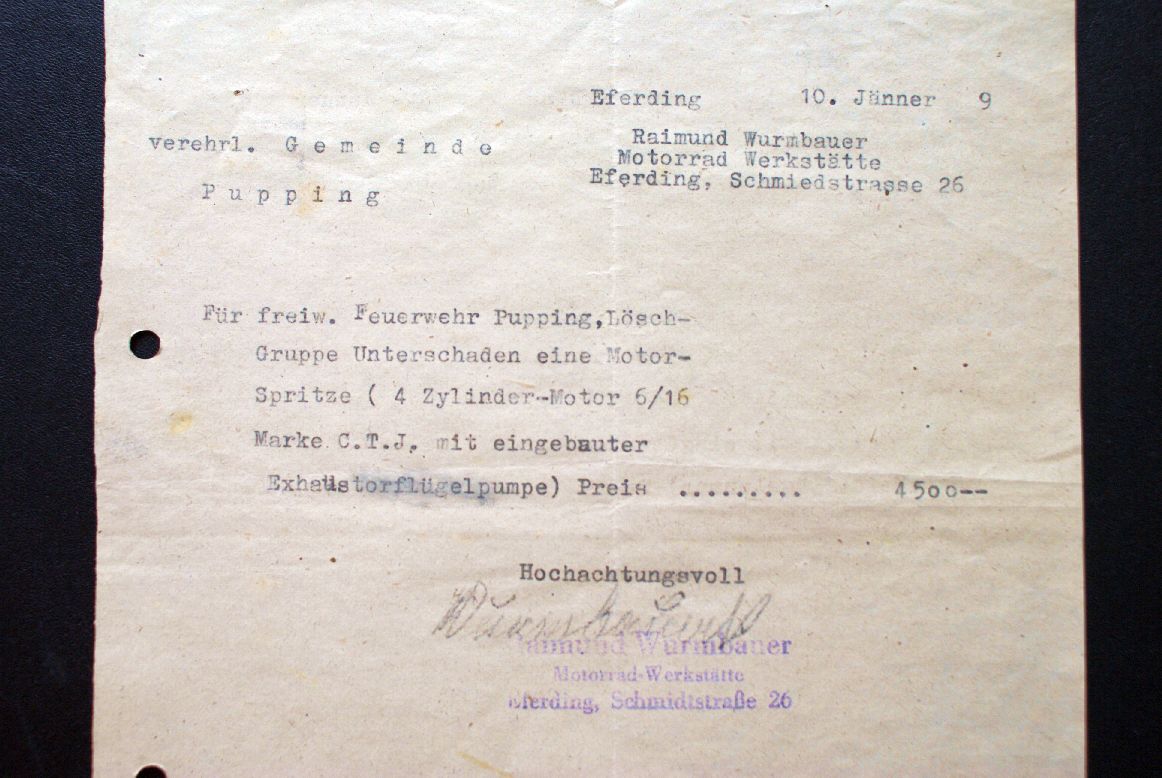 Eferding 10. Jänner 9
verehrl. Gemeinde
Pupping
Raimund Wurmbauer
Motorrad Werkstätte
Eferding, Schmiedstrasse 26
Für freiw. Feuerwehr Pupping,Lösch-
Gruppe Unterschaden eine Motor-
Spritze ( 4 Zylinder-Motor 6/16
Marke C.T.J. mit eingebauter
Exhaustorflügelpumpe) Preis ......... 4500--
Hochachtungsvoll
Raimund Wurmbauer
Motorrad-Werkstätte
Eferding, Schmidtstraße 26